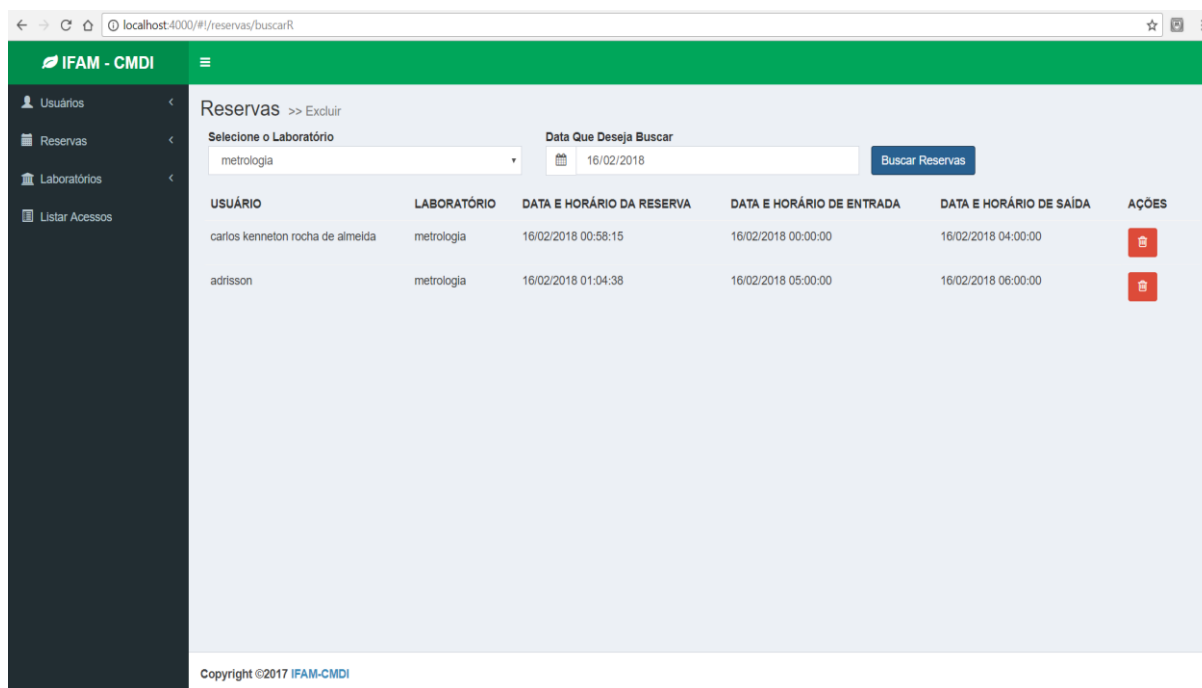 localhost:4000/#!/reservas/buscarR
IFAM - CMDI
Usuários
Reservas
Laboratórios
Listar Acessos
Reservas >> Excluir
Selecione o Laboratório Data Que Deseja Buscar
metrologia 16/02/2018 Buscar Reservas
USUÁRIO LABORATÓRIO DATA E HORÁRIO DA RESERVA DATA E HORÁRIO DE ENTRADA DATA E HORÁRIO DE SAÍDA AÇÕES
carlos kenneton rocha de almeida metrologia 16/02/2018 00:58:15 16/02/2018 00:00:00 16/02/2018 04:00:00
adrisson metrologia 16/02/2018 01:04:38 16/02/2018 05:00:00 16/02/2018 06:00:00
Copyright ©2017 IFAM-CMDI